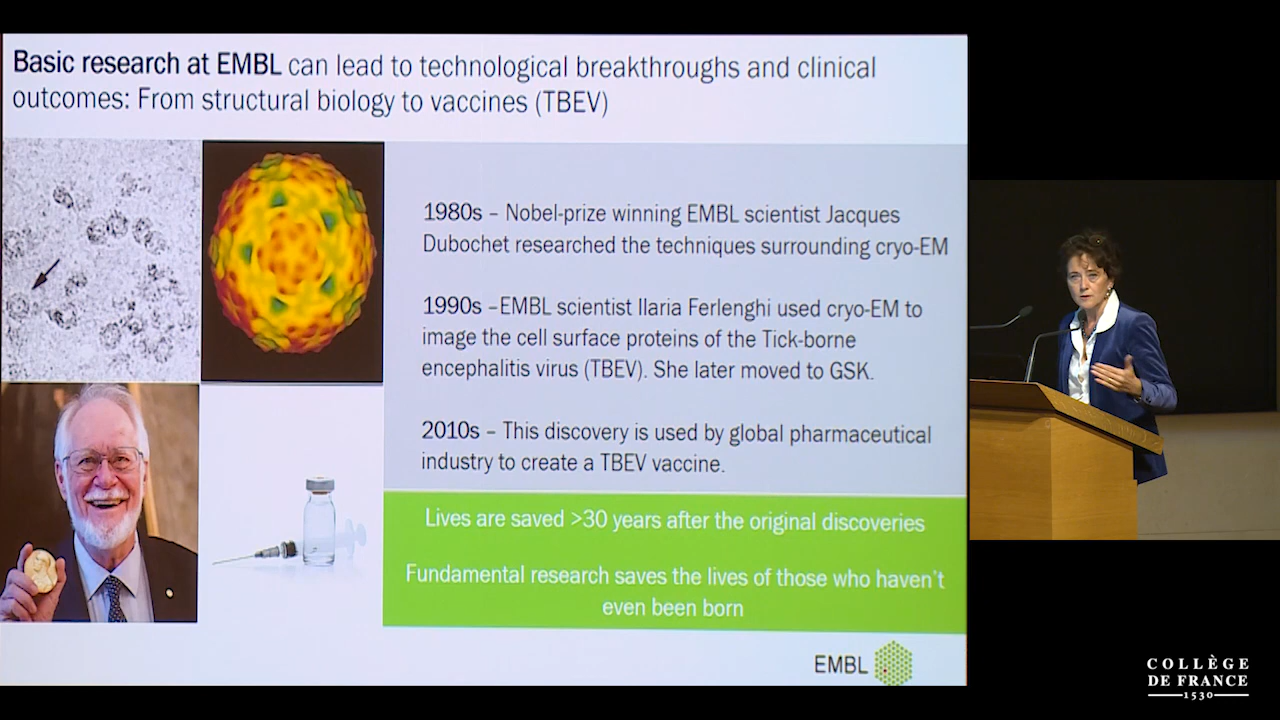 Basic research at EMBL can lead to technological breakthroughs and clinical
outcomes: From structural biology to vaccines (TBEV)
1980s – Nobel-prize winning EMBL scientist Jacques
Dubochet researched the techniques surrounding cryo-EM
1990s –EMBL scientist Ilaria Ferlenghi used cryo-EM to
image the cell surface proteins of the Tick-borne
encephalitis virus (TBEV). She later moved to GSK.
2010s – This discovery is used by global pharmaceutical
industry to create a TBEV vaccine.
Lives are saved >30 years after the original discoveries
Fundamental research saves the lives of those who haven't
even been born
EMBL
COLLÈGE
DE FRANCE
1530